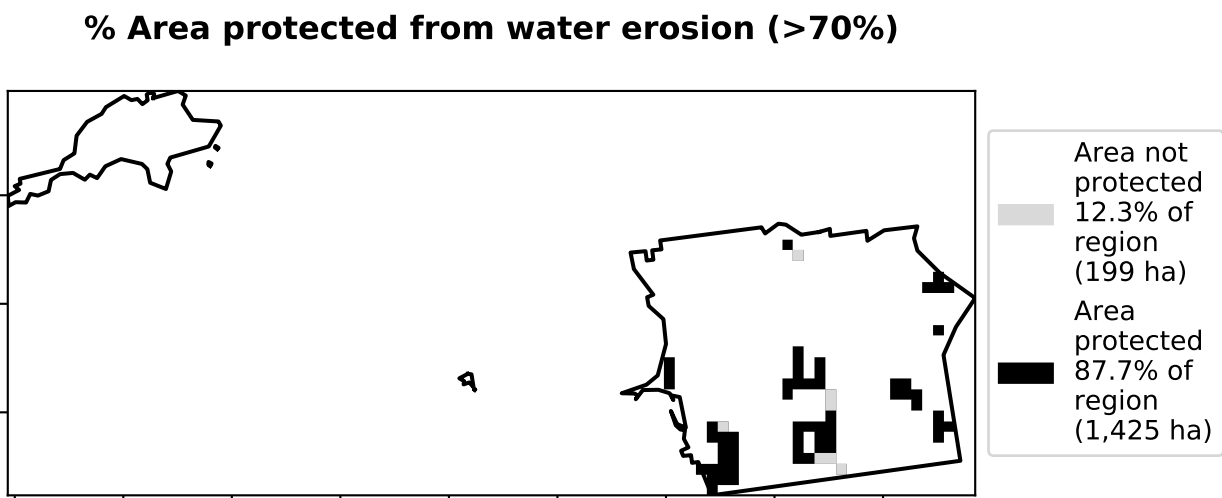 % Area protected from water erosion (>70%)
Area not
protected
12.3% of
region
(199 ha)
Area
protected
87.7% of
region
(1,425 ha)